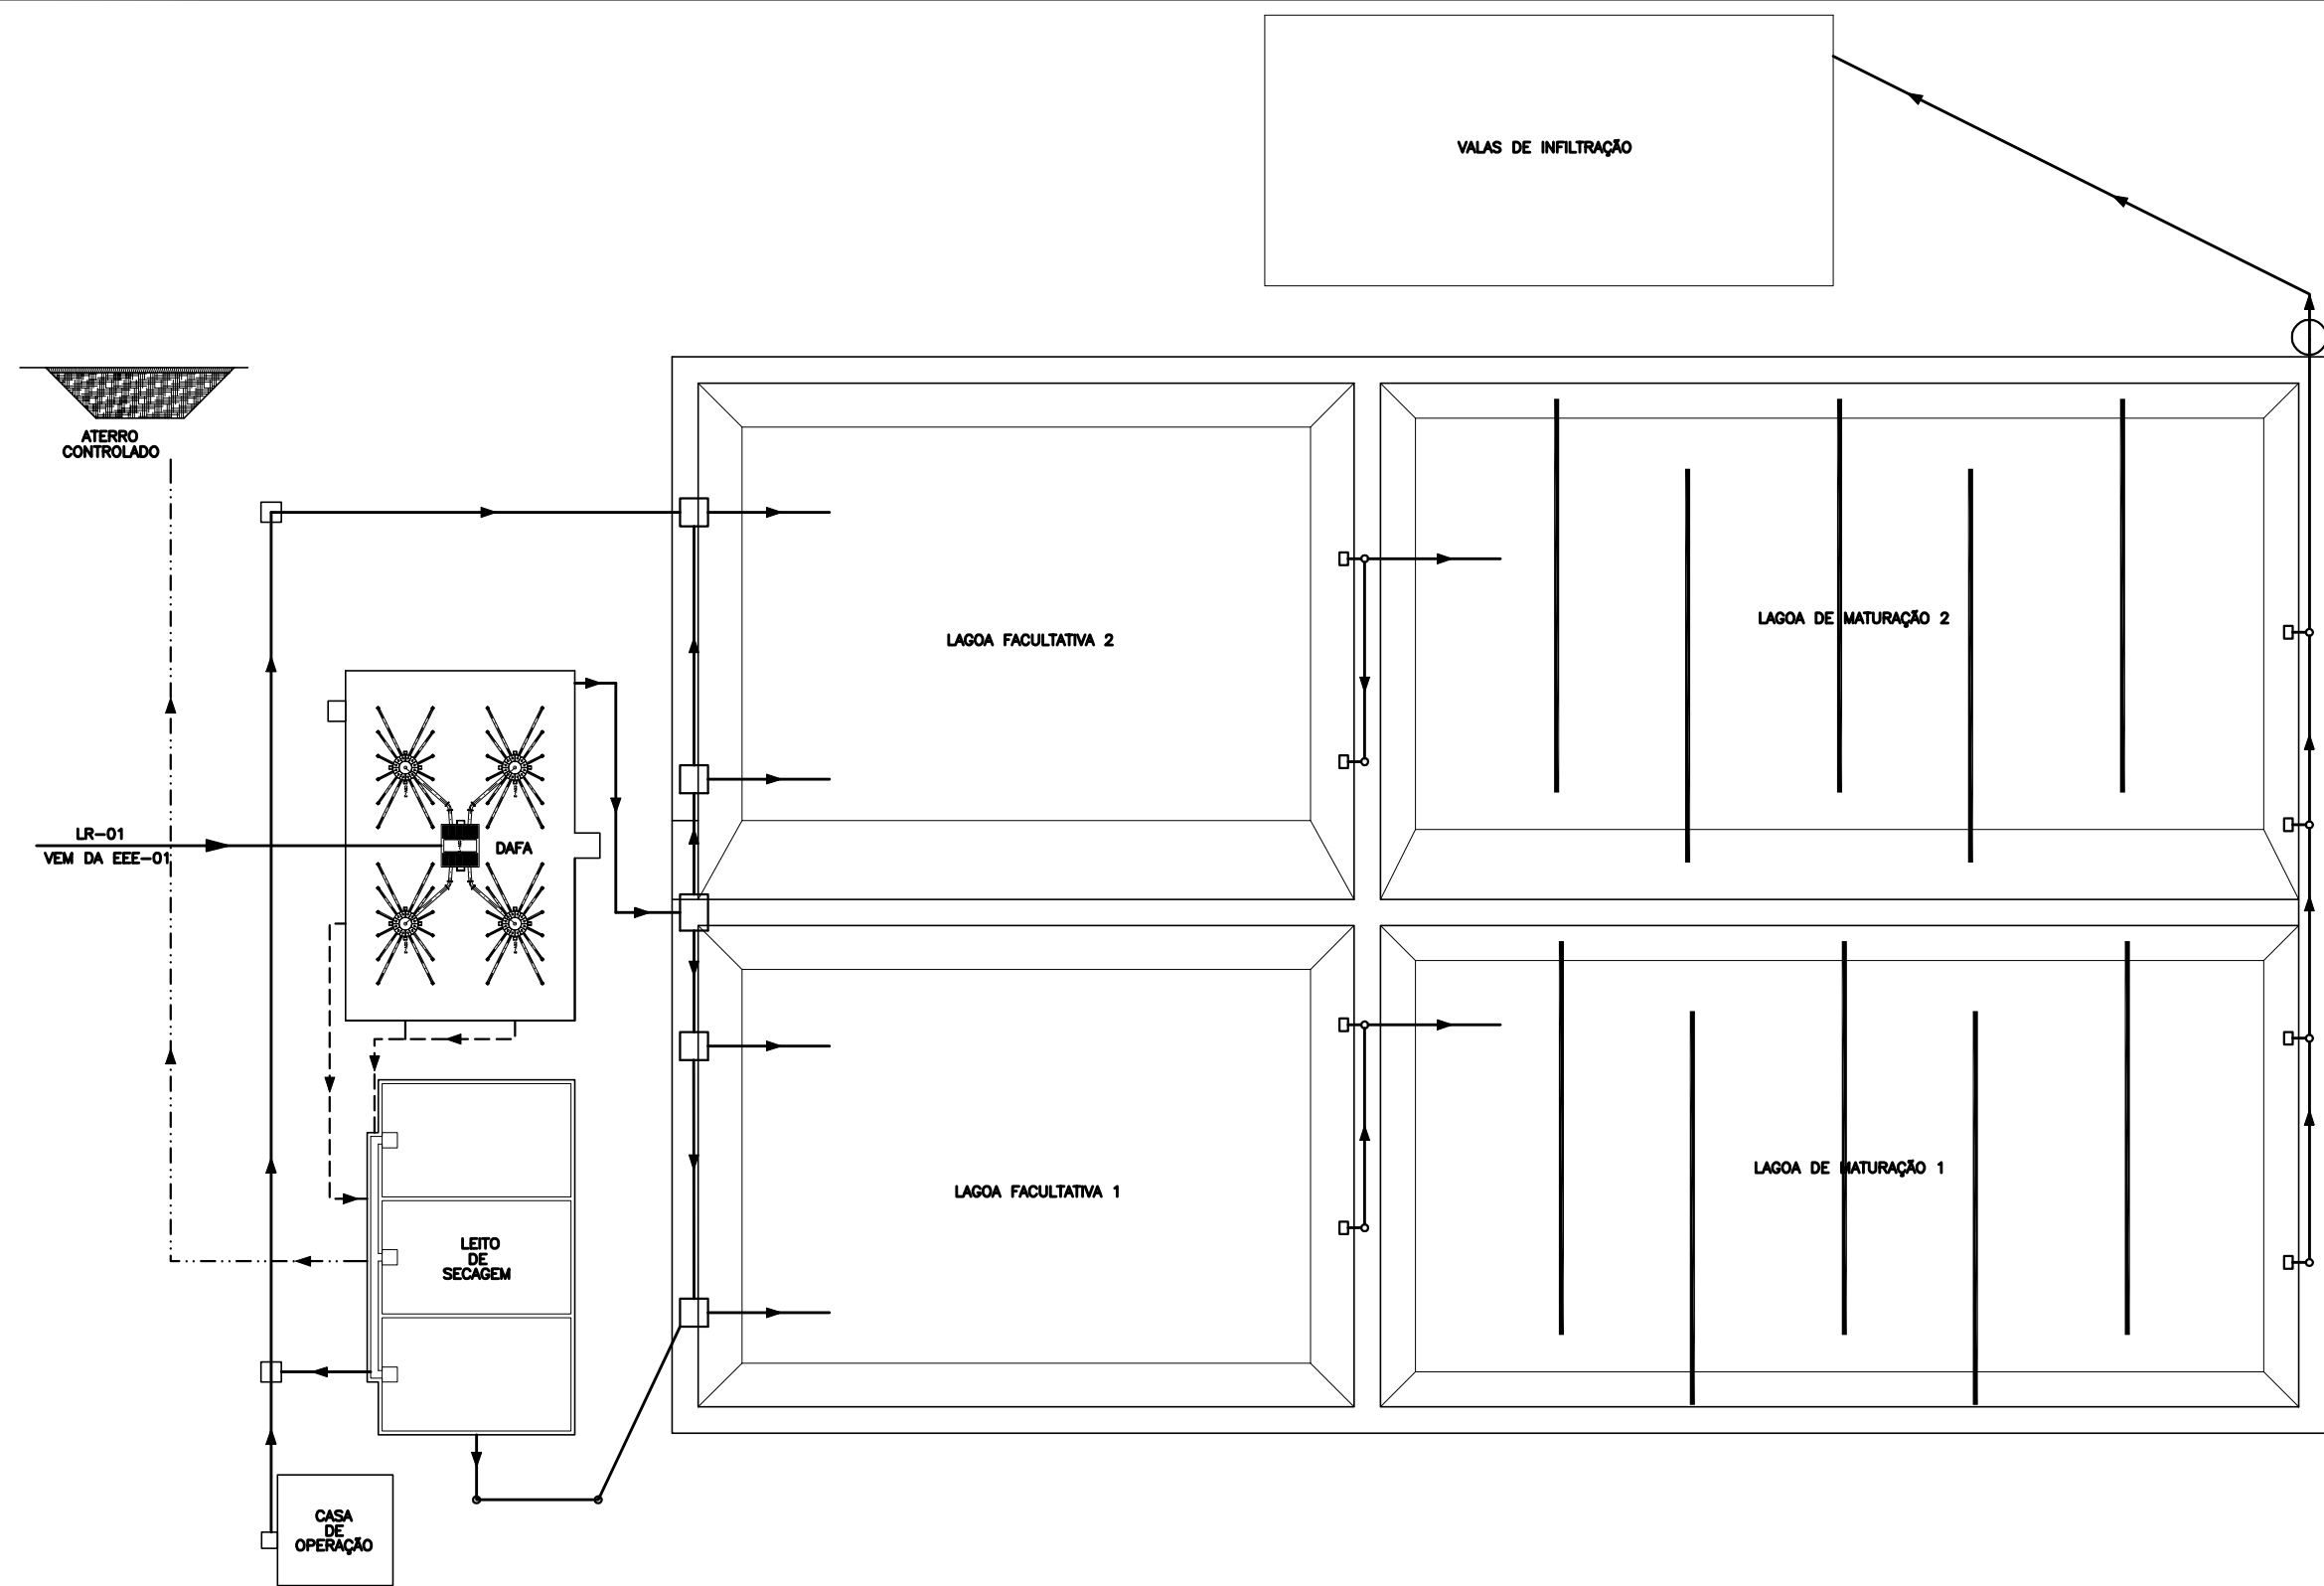 VALAS DE INFILTRAÇÃO
ATERRO
CONTROLADO
LAGOA FACULTATIVA 2
LAGOA DE MATURAÇÃO 2
LR-01
VEM DA EEE-01
DAFA
LAGOA FACULTATIVA 1
LAGOA DE MATURAÇÃO 1
LEITO
DE
SECAGEM
CASA
DE
OPERAÇÃO